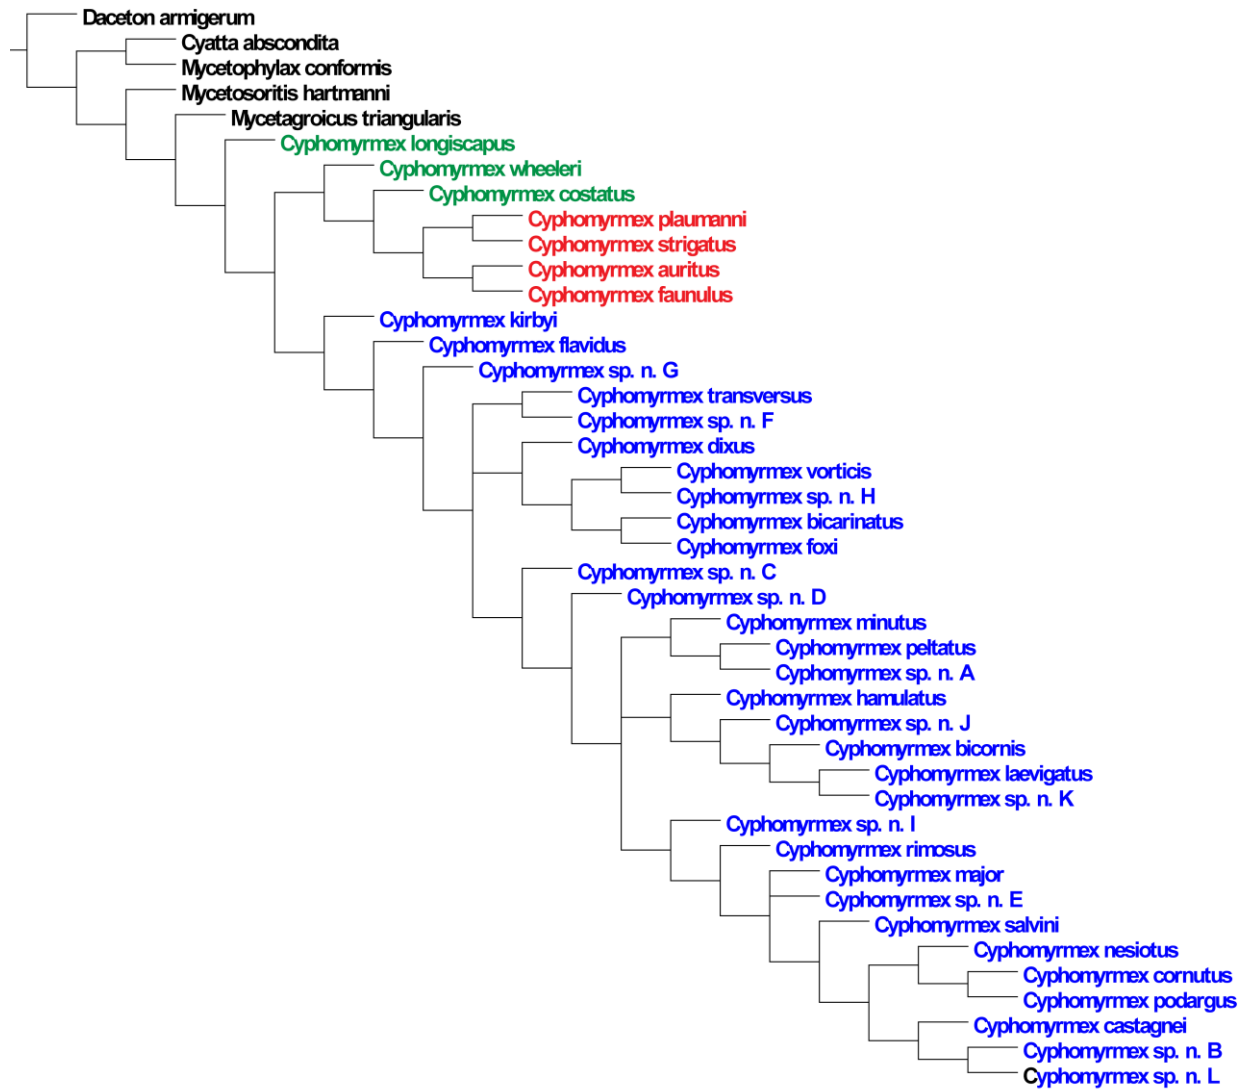 Daceton armigerum
Cyatta abscondita
Mycetophylax conformis
Mycetosoritis hartmanni
Mycetagroicus triangularis
Cyphomyrmex longiscapus
Cyphomyrmex wheeleri
Cyphomyrmex costatus
Cyphomyrmex plaumanni
Cyphomyrmex strigatus
Cyphomyrmex auritus
Cyphomyrmex faunulus
Cyphomyrmex kirbyi
Cyphomyrmex flavidus
Cyphomyrmex sp. n. G
Cyphomyrmex transversus
Cyphomyrmex sp. n. F
Cyphomyrmex dixus
Cyphomyrmex vorticis
Cyphomyrmex sp. n. H
Cyphomyrmex bicarinatus
Cyphomyrmex foxi
Cyphomyrmex sp. n. C
Cyphomyrmex sp. n. D
Cyphomyrmex minutus
Cyphomyrmex peltatus
Cyphomyrmex sp. n. A
Cyphomyrmex hamulatus
Cyphomyrmex sp. n. J
Cyphomyrmex bicornis
Cyphomyrmex laevigatus
Cyphomyrmex sp. n. K
Cyphomyrmex sp. n. I
Cyphomyrmex rimosus
Cyphomyrmex major
Cyphomyrmex sp. n. E
Cyphomyrmex salvini
Cyphomyrmex nesiotus
Cyphomyrmex cornutus
Cyphomyrmex podargus
Cyphomyrmex castagnei
Cyphomyrmex sp. n. B
Cyphomyrmex sp. n. L